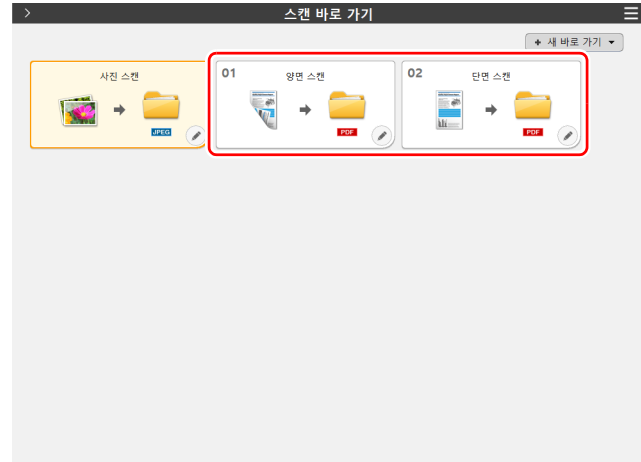 스캔 바로 가기
+ 새 바로 가기
사진 스캔
JPEG
01 양면 스캔
PDF
02 단면 스캔
PDF